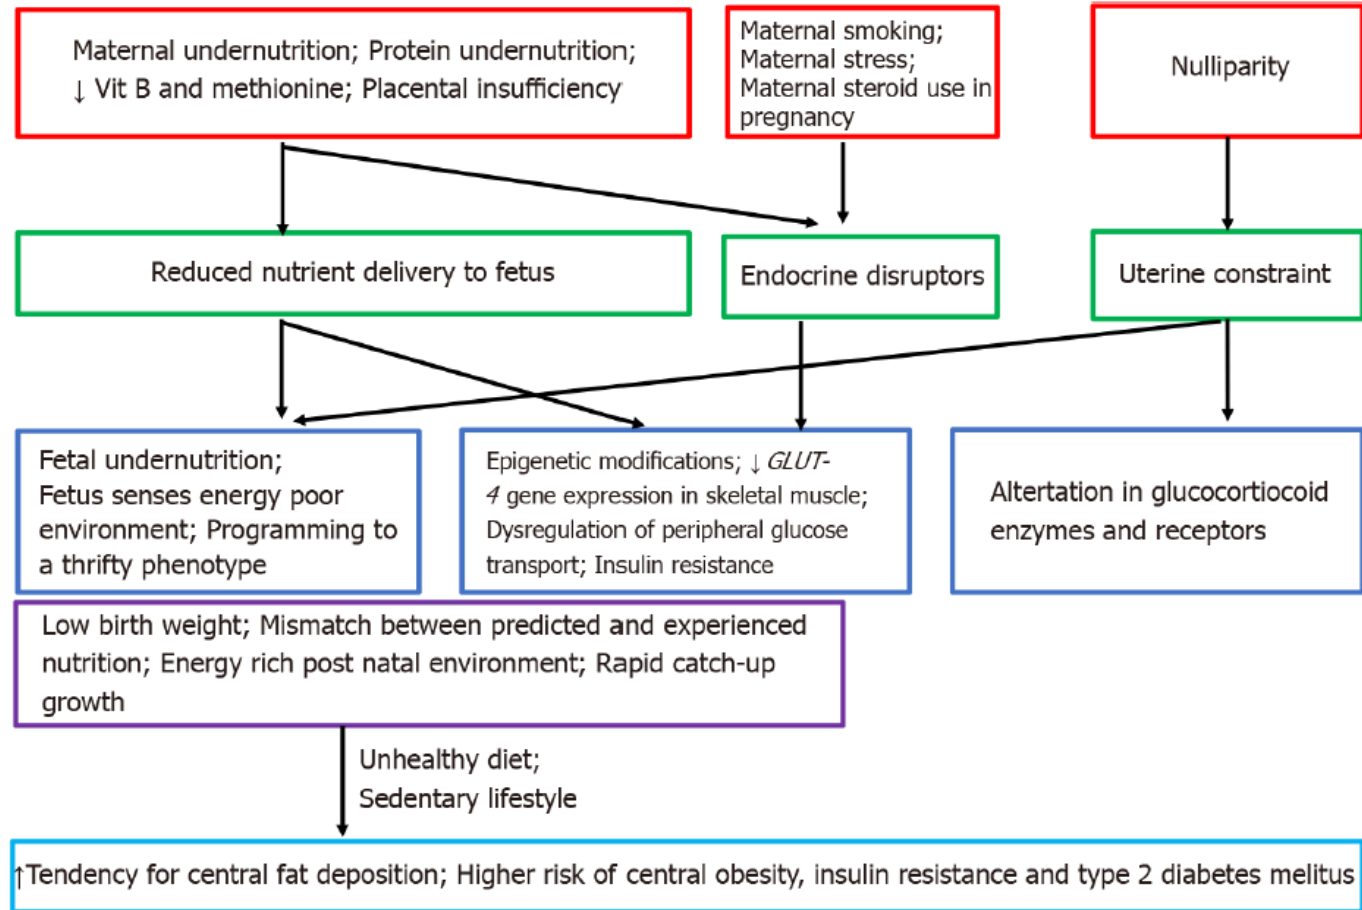 Maternal undernutrition; Protein undernutrition;
↓ Vit B and methionine; Placental insufficiency
Maternal smoking;
Maternal stress;
Maternal steroid use in
pregnancy
Nulliparity
Reduced nutrient delivery to fetus
Endocrine disruptors
Uterine constraint
Fetal undernutrition;
Fetus senses energy poor
environment; Programming to
a thrifty phenotype
Epigenetic modifications; ↓ GLUT-
4 gene expression in skeletal muscle;
Dysregulation of peripheral glucose
transport; Insulin resistance
Altertation in glucocortiocoid
enzymes and receptors
Low birth weight; Mismatch between predicted and experienced
nutrition; Energy rich post natal environment; Rapid catch-up
growth
Unhealthy diet;
Sedentary lifestyle
↑Tendency for central fat deposition; Higher risk of central obesity, insulin resistance and type 2 diabetes melitus